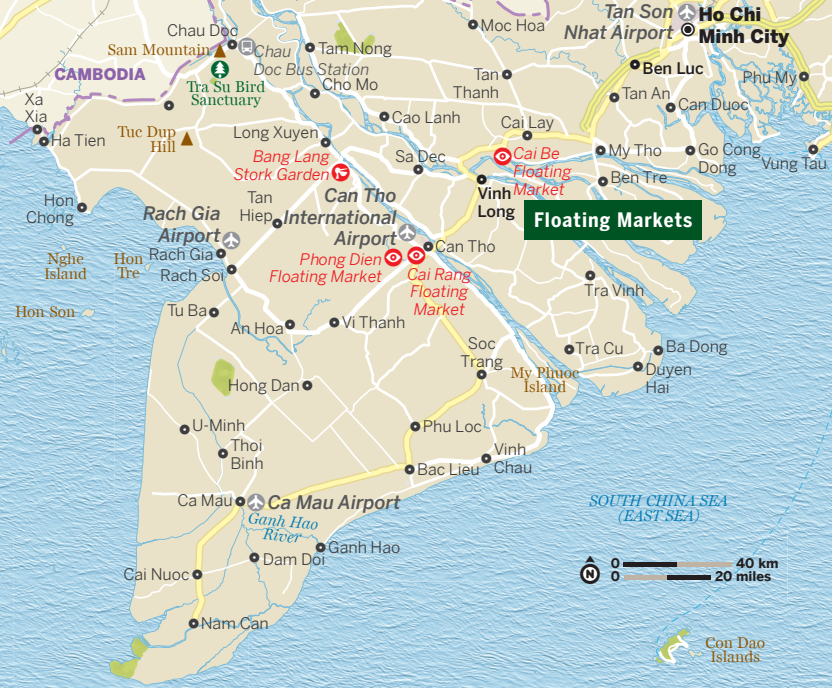 Tan Son
Nhat Airport
Ho Chi
Minh City
Moc Hoa
Chau Doc
Sam Mountain
Chau
Doc Bus Station
Tam Nong
CAMBODIA
Tra Su Bird
Sanctuary
Cho Mo
Tan
Thanh
Ben Luc
Phu My
Tan An
Can Duoc
Xa
Xia
Ha Tien
Tuc Dup
Hill
Long Xuyen
Cao Lanh
Cai Lay
Bang Lang
Stork Garden
Sa Dec
Cai Be
Floating
Market
My Tho
Go Cong
Dong
Vung Tau
Ben Tre
Hon
Chong
Tan
Hiep
Can Tho
International
Airport
Vinh
Long
Floating Markets
Rach Gia
Airport
Rach Gia
Rach Soi
Nghe
Island
Hon
Tre
Phong Dien
Floating Market
Can Tho
Cai Rang
Floating
Market
Tra Vinh
Hon Son
Tu Ba
An Hoa
Vi Thanh
Soc
Trang
Tra Cu
Ba Dong
My Phuoc
Island
Duyen
Hai
Hong Dan
U-Minh
Thoi
Binh
Phu Loc
Vinh
Chau
Bac Lieu
Ca Mau
Ca Mau Airport
SOUTH CHINA SEA
(EAST SEA)
Ganh Hao
River
Ganh Hao
Dam Doi
Cai Nuoc
N
0 40 km
0 20 miles
Nam Can
Con Dao
Islands